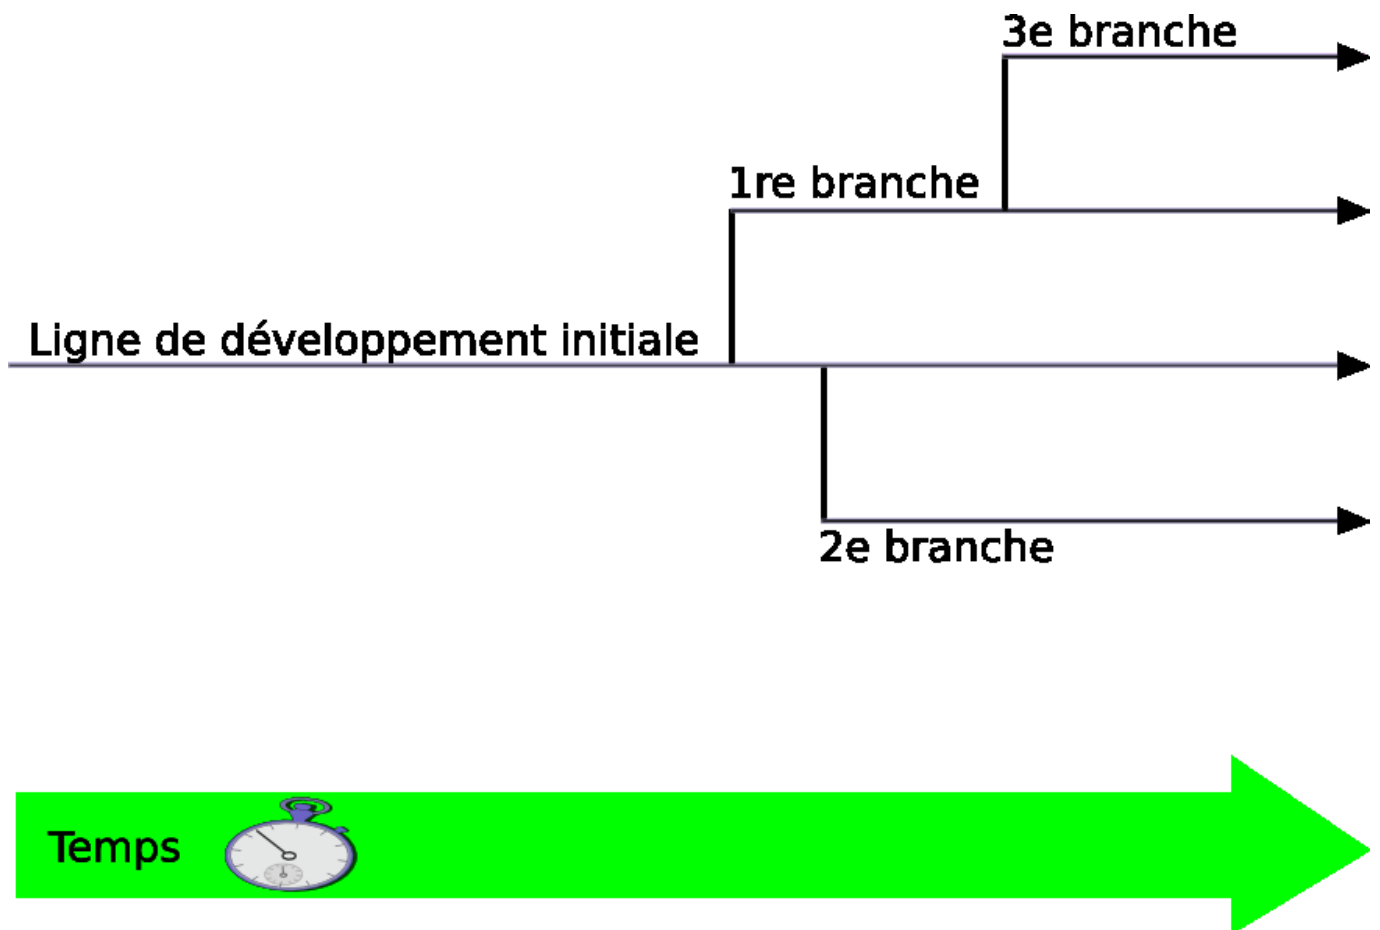 3e branche
1re branche
Ligne de développement initiale
2e branche
Temps